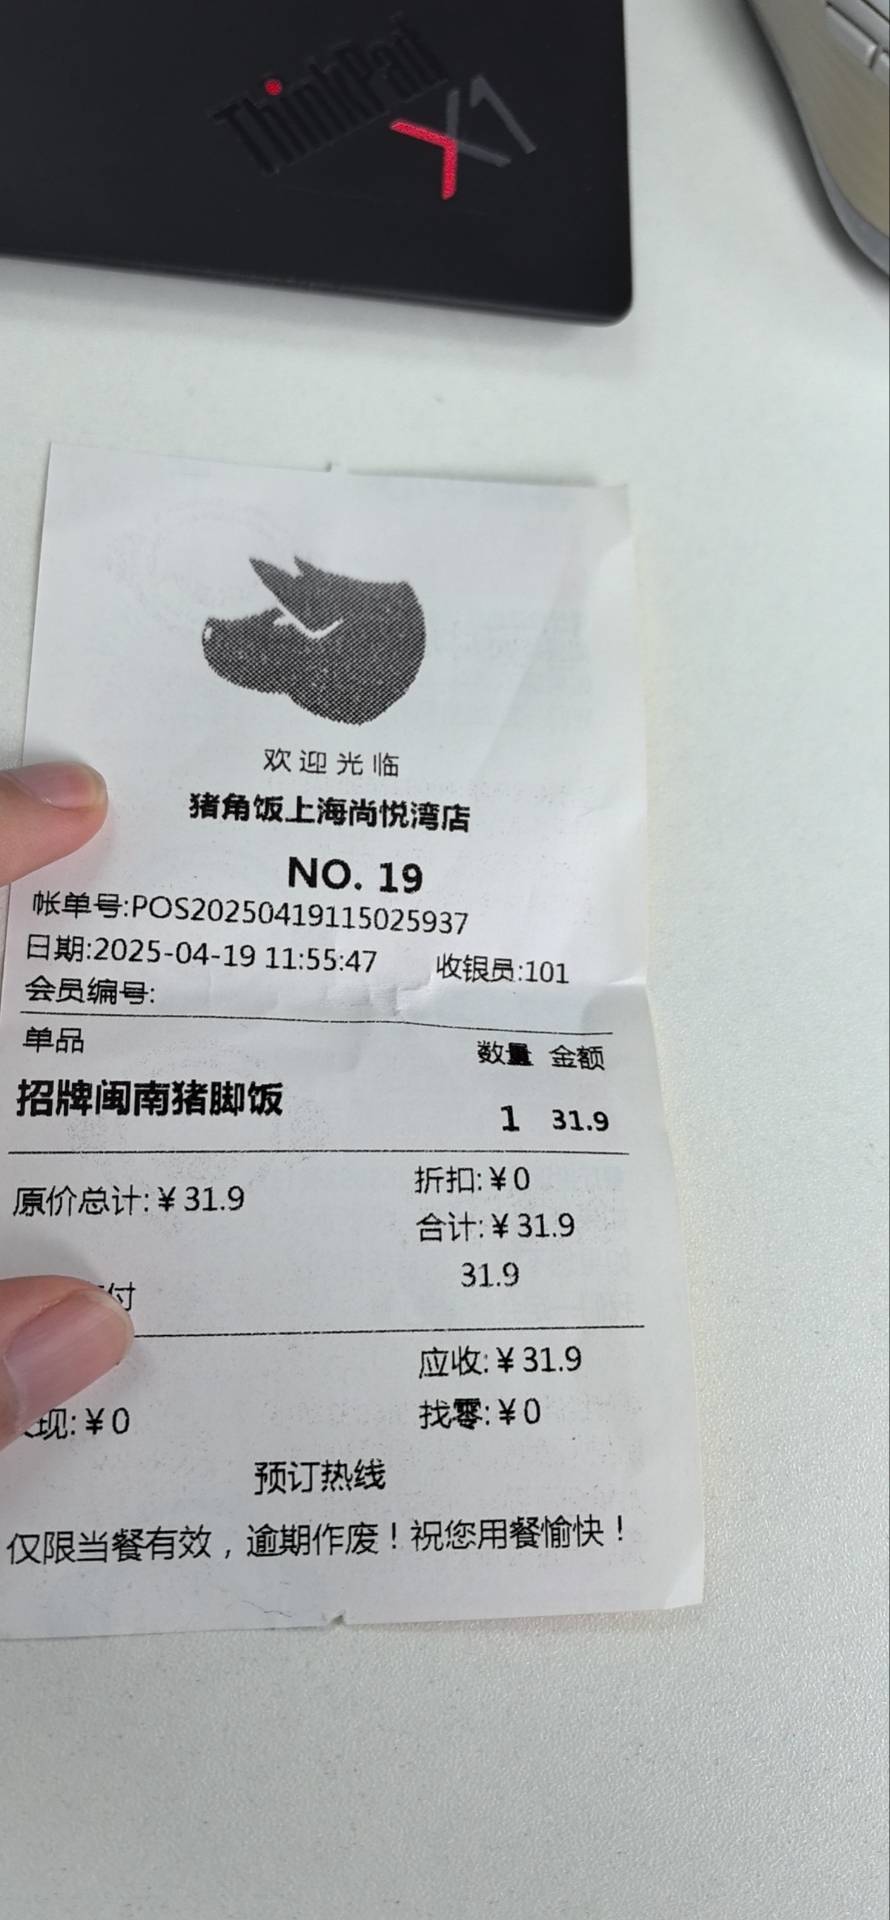 ThinkPad
X1
欢迎光临
猪角饭上海尚悦湾店
NO. 19
帐单号:POS20250419115025937
日期:2025-04-19 11:55:47 收银员:101
会员编号:
单品 数量 金额
招牌闽南猪脚饭 1 31.9
原价总计:¥31.9 折扣:¥0
合计:¥31.9
付 31.9
应收:¥31.9
现:¥0 找零:¥0
预订热线
仅限当餐有效，逾期作废！祝您用餐愉快！